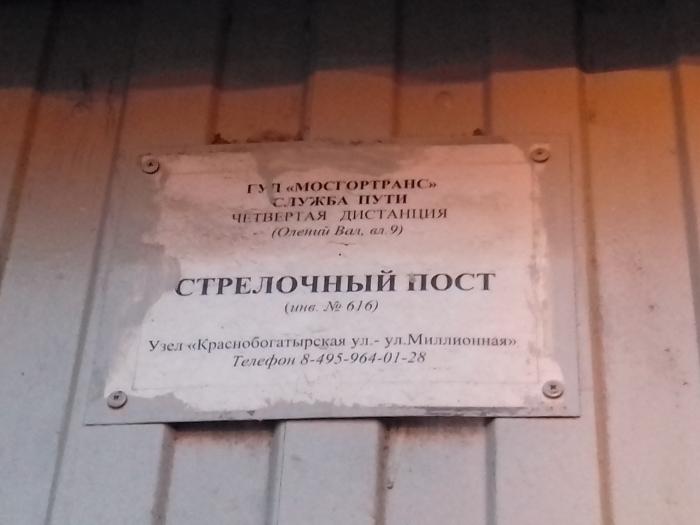 ГУП «МОСГОРТРАНС»
СЛУЖБА ПУТИ
ЧЕТВЕРТАЯ ДИСТАНЦИЯ
(Олений Вал, вл.9)
СТРЕЛОЧНЫЙ ПОСТ
(инв. № 616)
Узел «Краснобогатырская ул.- ул.Миллионная»
Телефон 8-495-964-01-28